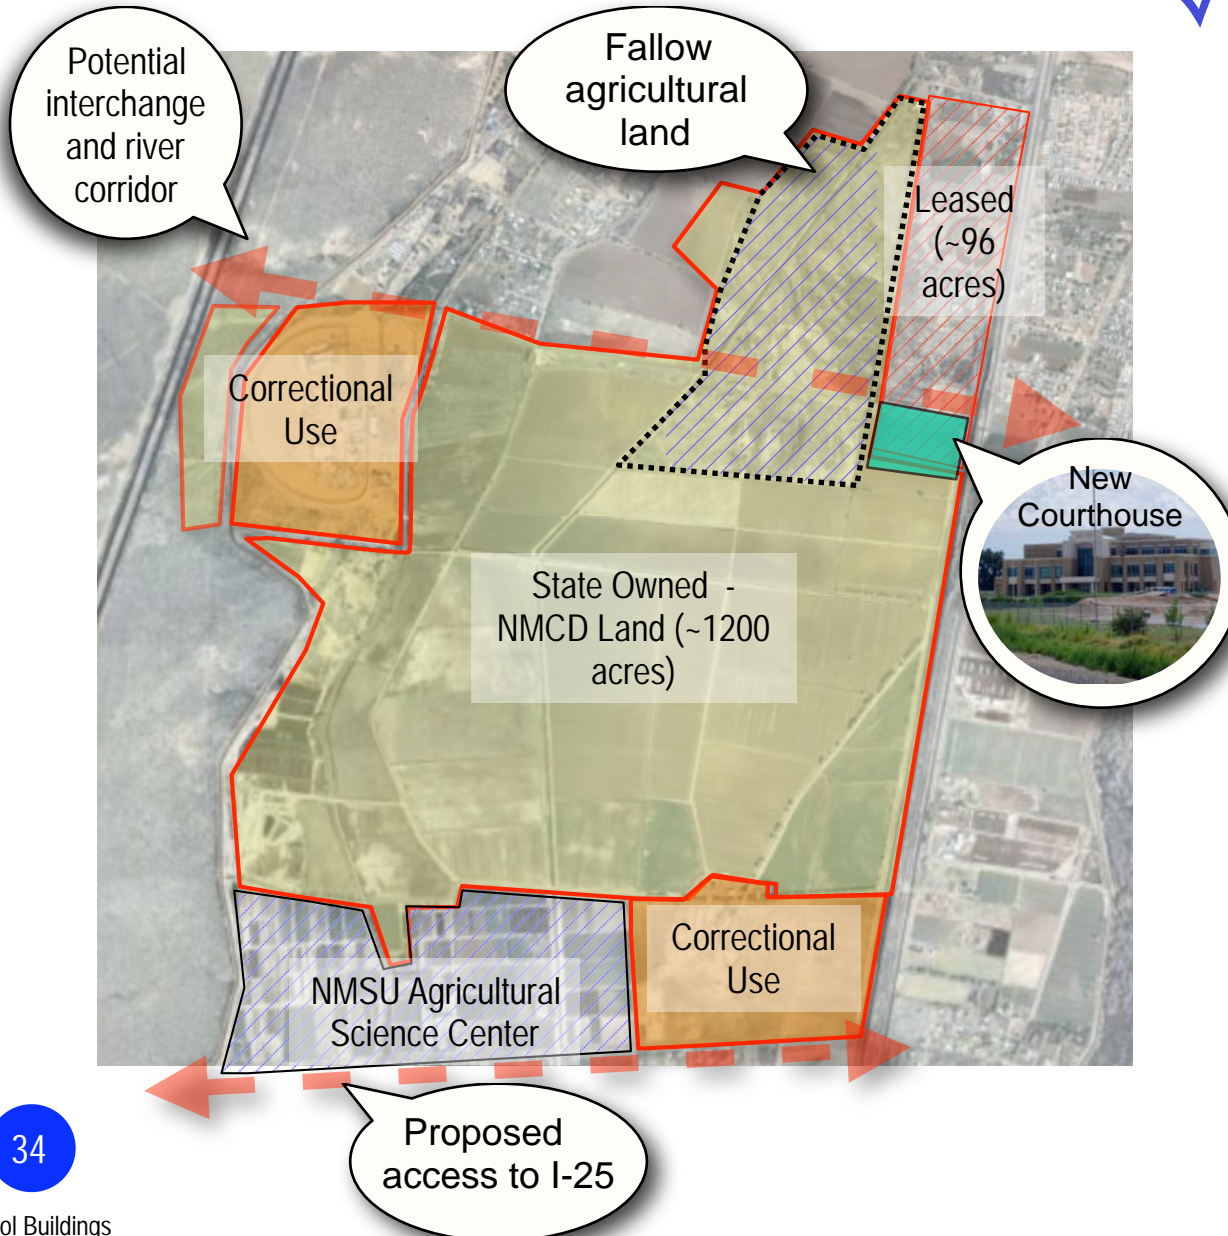 Potential
interchange
and river
corridor
Fallow
agricultural
land
Leased
(~96
acres)
Correctional
Use
New
Courthouse
State Owned -
NMCD Land (~1200
acres)
Correctional
Use
NMSU Agricultural
Science Center
Proposed
access to I-25
34
ol Buildings